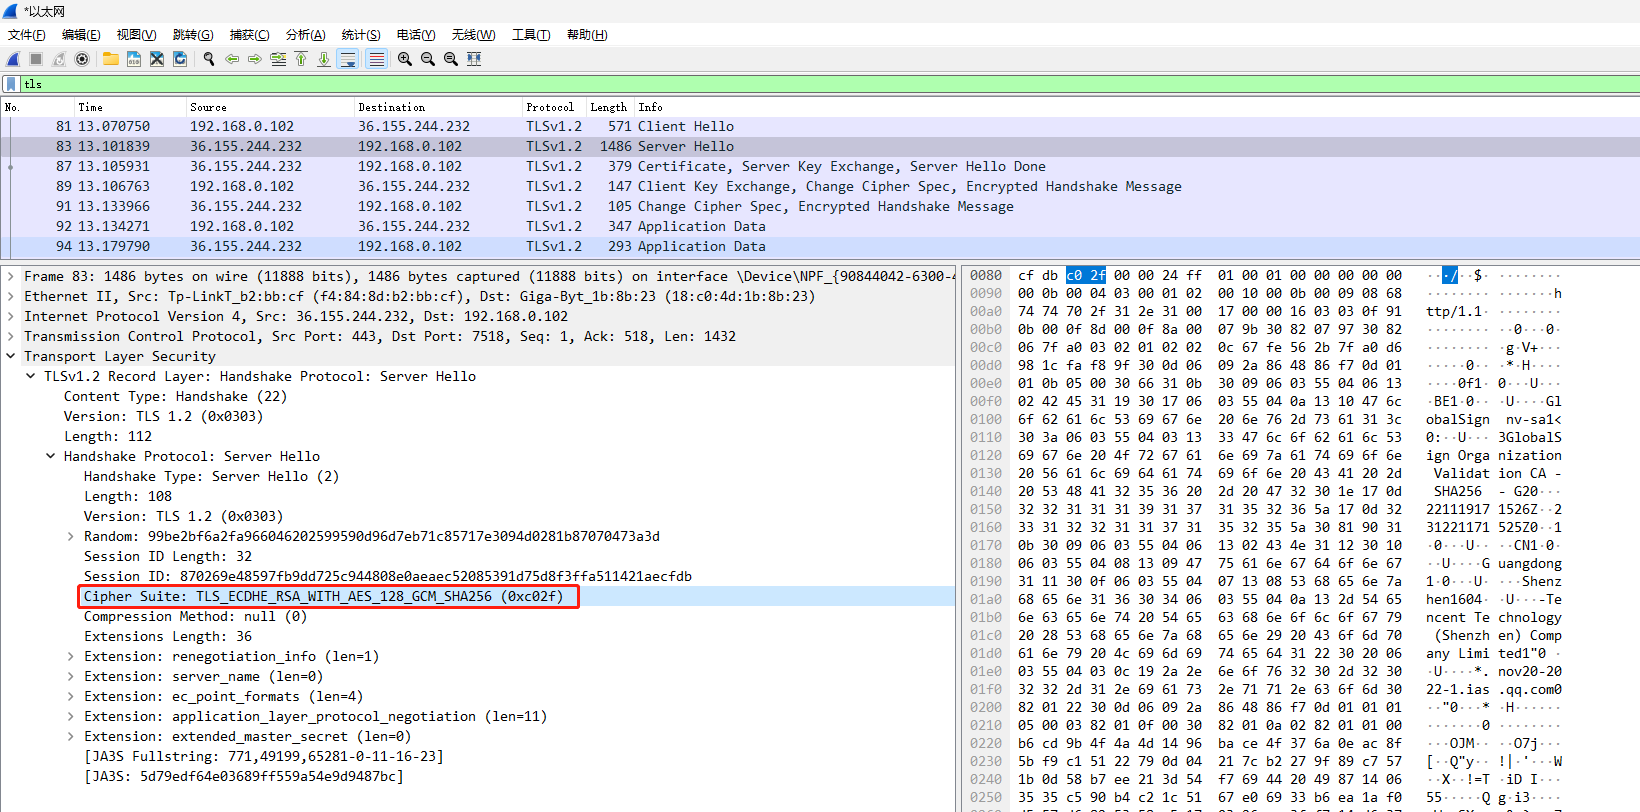 *以太网
文件(F) 编辑(E) 视图(V) 跳转(G) 捕获(C) 分析(A) 统计(S) 电话(Y) 无线(W) 工具(T) 帮助(H)
tls
No. Time Source Destination Protocol Length Info
81 13.070750 192.168.0.102 36.155.244.232 TLSv1.2 571 Client Hello
83 13.101839 36.155.244.232 192.168.0.102 TLSv1.2 1486 Server Hello
87 13.105931 36.155.244.232 192.168.0.102 TLSv1.2 379 Certificate, Server Key Exchange, Server Hello Done
89 13.106763 192.168.0.102 36.155.244.232 TLSv1.2 147 Client Key Exchange, Change Cipher Spec, Encrypted Handshake Message
91 13.133966 36.155.244.232 192.168.0.102 TLSv1.2 105 Change Cipher Spec, Encrypted Handshake Message
92 13.134271 192.168.0.102 36.155.244.232 TLSv1.2 347 Application Data
94 13.179790 36.155.244.232 192.168.0.102 TLSv1.2 293 Application Data
Frame 83: 1486 bytes on wire (11888 bits), 1486 bytes captured (11888 bits) on interface \Device\NPF_{90844042-6300-4
Ethernet II, Src: Tp-LinkT_b2:bb:cf (f4:84:8d:b2:bb:cf), Dst: Giga-Byt_1b:8b:23 (18:c0:4d:1b:8b:23)
Internet Protocol Version 4, Src: 36.155.244.232, Dst: 192.168.0.102
Transmission Control Protocol, Src Port: 443, Dst Port: 7518, Seq: 1, Ack: 518, Len: 1432
Transport Layer Security
TLSv1.2 Record Layer: Handshake Protocol: Server Hello
Content Type: Handshake (22)
Version: TLS 1.2 (0x0303)
Length: 112
Handshake Protocol: Server Hello
Handshake Type: Server Hello (2)
Length: 108
Version: TLS 1.2 (0x0303)
Random: 99be2bf6a2fa966046202599590d96d7eb71c85717e3094d0281b87070473a3d
Session ID Length: 32
Session ID: 870269e48597fb9dd725c944808e0aeaec52085391d75d8f3ffa511421aecfdb
Cipher Suite: TLS_ECDHE_RSA_WITH_AES_128_GCM_SHA256 (0xc02f)
Compression Method: null (0)
Extensions Length: 36
Extension: renegotiation_info (len=1)
Extension: server_name (len=0)
Extension: ec_point_formats (len=4)
Extension: application_layer_protocol_negotiation (len=11)
Extension: extended_master_secret (len=0)
[JA3S Fullstring: 771,49199,65281-0-11-16-23]
[JA3S: 5d79edf64e03689ff559a54e9d9487bc]
0080 cf db c0 2f 00 00 24 ff 01 00 01 00 00 00 00 00 ···/··$· ········
0090 00 0b 00 04 03 00 01 02 00 10 00 0b 00 09 08 68 ········ ·······h
00a0 74 74 70 2f 31 2e 31 00 17 00 00 16 03 03 0f 91 ttp/1.1· ········
00b0 0b 00 0f 8d 00 0f 8a 00 07 9b 30 82 07 97 30 82 ········ ··0···0·
00c0 06 7f a0 03 02 01 02 02 0c 67 fe 56 2b 7f a0 d6 ········ ·g·V+···
00d0 98 1c fa f8 9f 30 0d 06 09 2a 86 48 86 f7 0d 01 ·····0·· ·*·H····
00e0 01 0b 05 00 30 66 31 0b 30 09 06 03 55 04 06 13 ····0f1· 0···U···
00f0 02 42 45 31 19 30 17 06 03 55 04 0a 13 10 47 6c ·BE1·0·· ·U····Gl
0100 6f 62 61 6c 53 69 67 6e 20 6e 76 2d 73 61 31 3c obalSign nv-sa1<
0110 30 3a 06 03 55 04 03 13 33 47 6c 6f 62 61 6c 53 0:··U··· 3GlobalS
0120 69 67 6e 20 4f 72 67 61 6e 69 7a 61 74 69 6f 6e ign Orga nization
0130 20 56 61 6c 69 64 61 74 69 6f 6e 20 43 41 20 2d Validat ion CA -
0140 20 53 48 41 32 35 36 20 2d 20 47 32 30 1e 17 0d SHA256 - G20···
0150 32 32 31 31 31 39 31 37 31 35 32 36 5a 17 0d 32 22111917 1526Z··2
0160 33 31 32 32 31 31 37 31 35 32 35 5a 30 81 90 31 31221171 525Z0··1
0170 0b 30 09 06 03 55 04 06 13 02 43 4e 31 12 30 10 ·0···U·· ··CN1·0·
0180 06 03 55 04 08 13 09 47 75 61 6e 67 64 6f 6e 67 ··U····G uangdong
0190 31 11 30 0f 06 03 55 04 07 13 08 53 68 65 6e 7a 1·0···U· ···Shenz
01a0 68 65 6e 31 36 30 34 06 03 55 04 0a 13 2d 54 65 hen1604· ·U···-Te
01b0 6e 63 65 6e 74 20 54 65 63 68 6e 6f 6c 6f 67 79 ncent Te chnology
01c0 20 28 53 68 65 6e 7a 68 65 6e 29 20 43 6f 6d 70 (Shenzh en) Comp
01d0 61 6e 79 20 4c 69 6d 69 74 65 64 31 22 30 20 06 any Limi ted1"0 ·
01e0 03 55 04 03 0c 19 2a 2e 6e 6f 76 32 30 2d 32 30 ·U····*. nov20-20
01f0 32 32 2d 31 2e 69 61 73 2e 71 71 2e 63 6f 6d 30 22-1.ias .qq.com0
0200 82 01 22 30 0d 06 09 2a 86 48 86 f7 0d 01 01 01 ··"0···* ·H······
0210 05 00 03 82 01 0f 00 30 82 01 0a 02 82 01 01 00 ·······0 ········
0220 b6 cd 9b 4f 4a 4d 14 96 ba ce 4f 37 6a 0e ac 8f ···OJM·· ··O7j···
0230 5b f9 c1 51 22 79 0d 04 21 7c b2 27 9f 89 c7 57 [··Q"y·· !|·'···W
0240 1b 0d 58 b7 ee 21 3d 54 f7 69 44 20 49 87 14 06 ··X··!=T ·iD I···
0250 35 35 c5 90 b4 c2 1c 51 67 e0 69 33 b6 ea 1a f0 55·····Q g·i3····